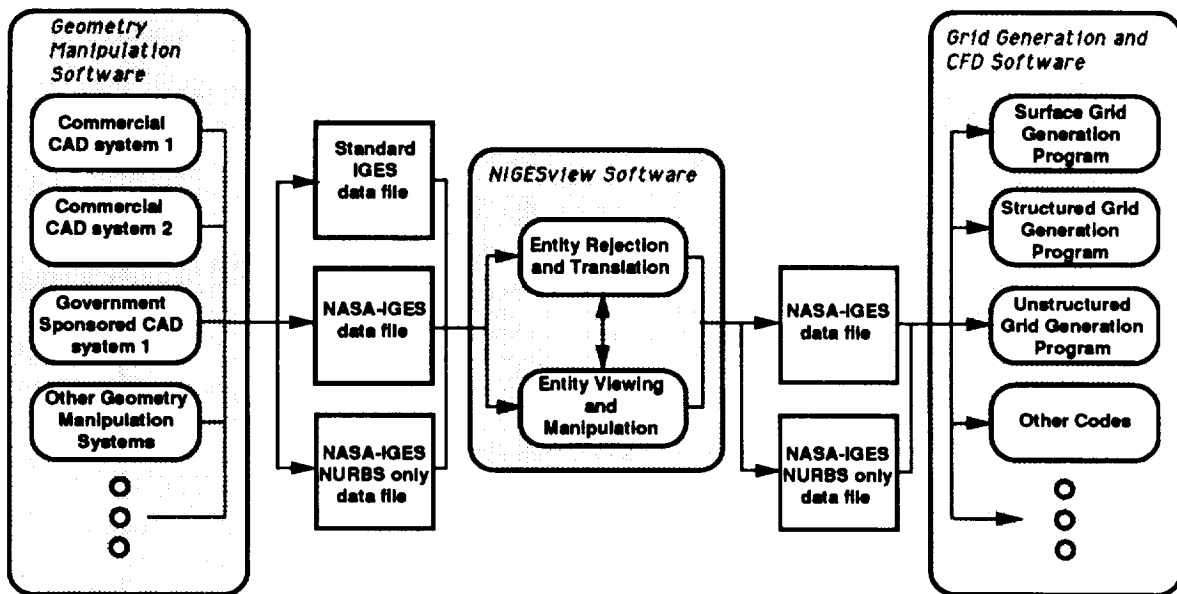 Geometry
Manipulation
Software
Commercial
CAD system 1
Commercial
CAD system 2
Government
Sponsored CAD
system 1
Other Geometry
Manipulation
Systems
Standard
IGES
data file
NASA-IGES
data file
NASA-IGES
NURBS only
data file
NIGESview Software
Entity Rejection
and Translation
Entity Viewing
and
Manipulation
NASA-IGES
data file
NASA-IGES
NURBS only
data file
Grid Generation and
CFD Software
Surface Grid
Generation
Program
Structured Grid
Generation
Program
Unstructured
Grid Generation
Program
Other Codes